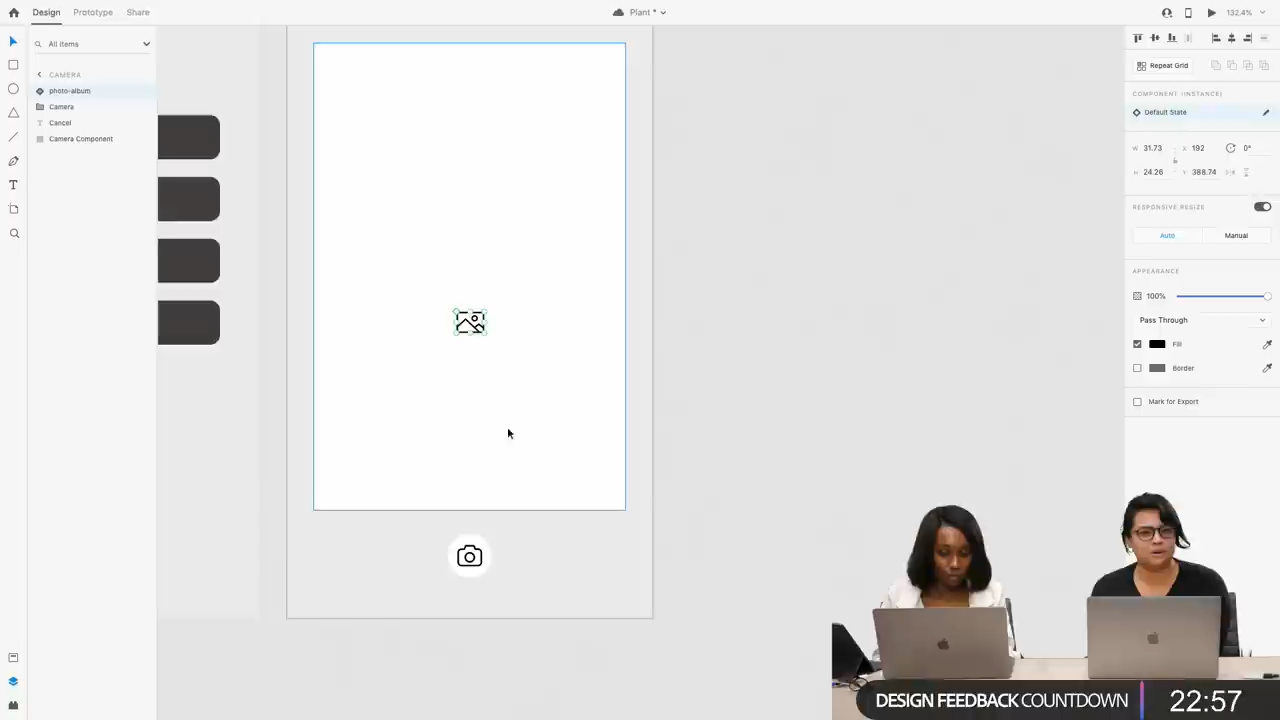 Design Prototype Share
Plant *
132.4%
All Items
CAMERA
photo-album
Camera
Cancel
Camera Component
Repeat Grid
COMPONENT (INSTANCE)
Default State
W 31.73 X 192 0°
H 24.26 Y 388.74
RESPONSIVE RESIZE
Auto Manual
APPEARANCE
100%
Pass Through
Fill
Border
Mark for Export
DESIGN FEEDBACK COUNTDOWN 22:57